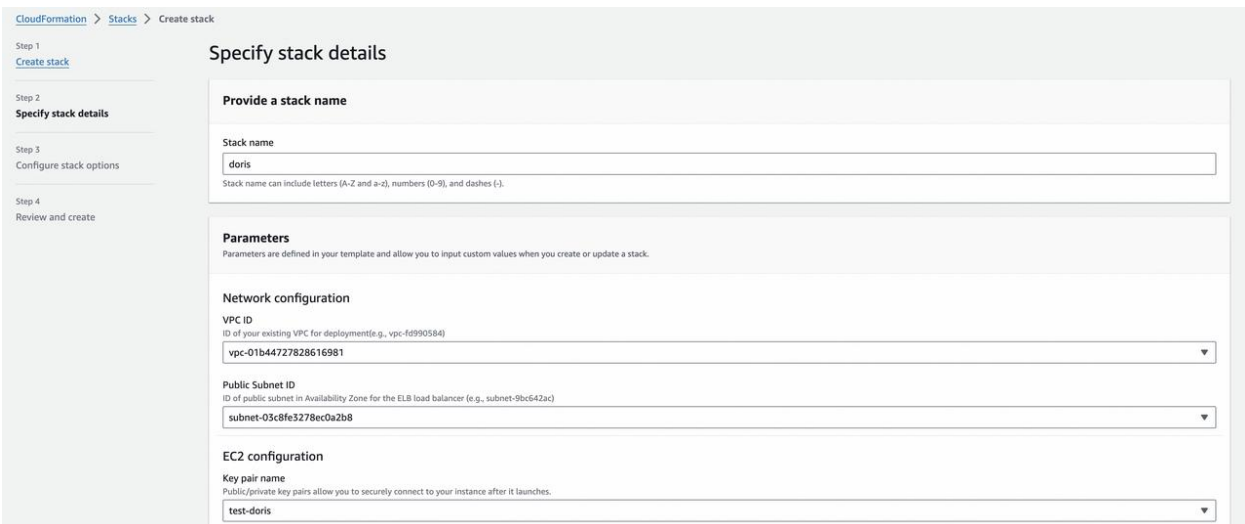 CloudFormation > Stacks > Create stack
Step 1
Create stack
Step 2
Specify stack details
Step 3
Configure stack options
Step 4
Review and create
Specify stack details
Provide a stack name
Stack name
doris
Stack name can include letters (A-Z and a-z), numbers (0-9), and dashes (-).
Parameters
Parameters are defined in your template and allow you to input custom values when you create or update a stack.
Network configuration
VPC ID
ID of your existing VPC for deployment(e.g., vpc-fd990584)
vpc-01b44727828616981
Public Subnet ID
ID of public subnet in Availability Zone for the ELB load balancer (e.g., subnet-9bc642ac)
subnet-03c8fe3278ec0a2b8
EC2 configuration
Key pair name
Public/private key pairs allow you to securely connect to your instance after it launches.
test-doris